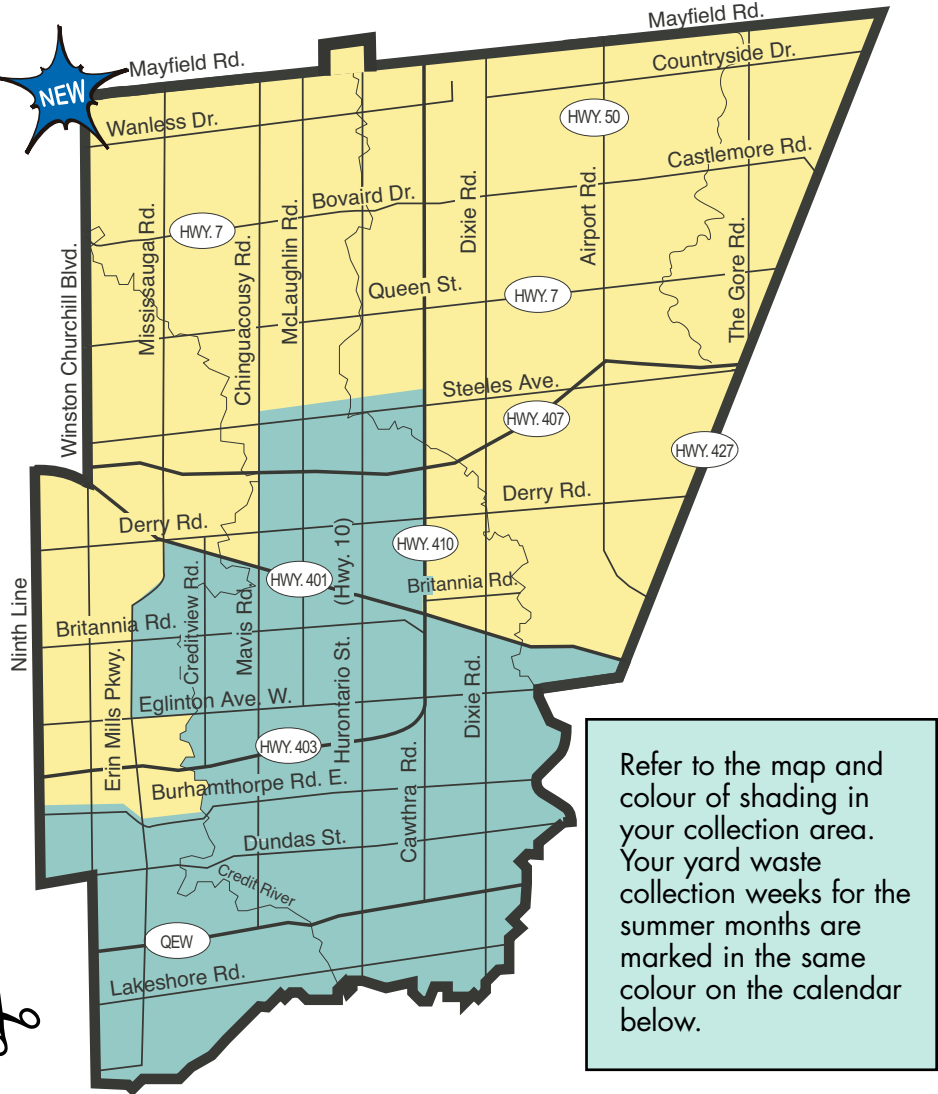 Mayfield Rd.
Mayfield Rd.
NEW
Countryside Dr.
Wanless Dr.
HWY. 50
Castlemore Rd.
Bovaird Dr.
HWY. 7
Mississauga Rd.
Chinguacousy Rd.
McLaughlin Rd.
Dixie Rd.
Airport Rd.
The Gore Rd.
Winston Churchill Blvd.
Queen St.
HWY. 7
Steeles Ave.
HWY. 407
HWY. 427
Derry Rd.
Derry Rd.
HWY. 410
HWY. 401
(Hwy. 10)
Britannia Rd.
Ninth Line
Britannia Rd.
Creditview Rd.
Mavis Rd.
Erin Mills Pkwy.
Eglinton Ave. W.
Hurontario St.
Dixie Rd.
HWY. 403
Burhamthorpe Rd. E.
Cawthra Rd.
Dundas St.
Credit River
QEW
Lakeshore Rd.
Refer to the map and
colour of shading in
your collection area.
Your yard waste
collection weeks for the
summer months are
marked in the same
colour on the calendar
below.